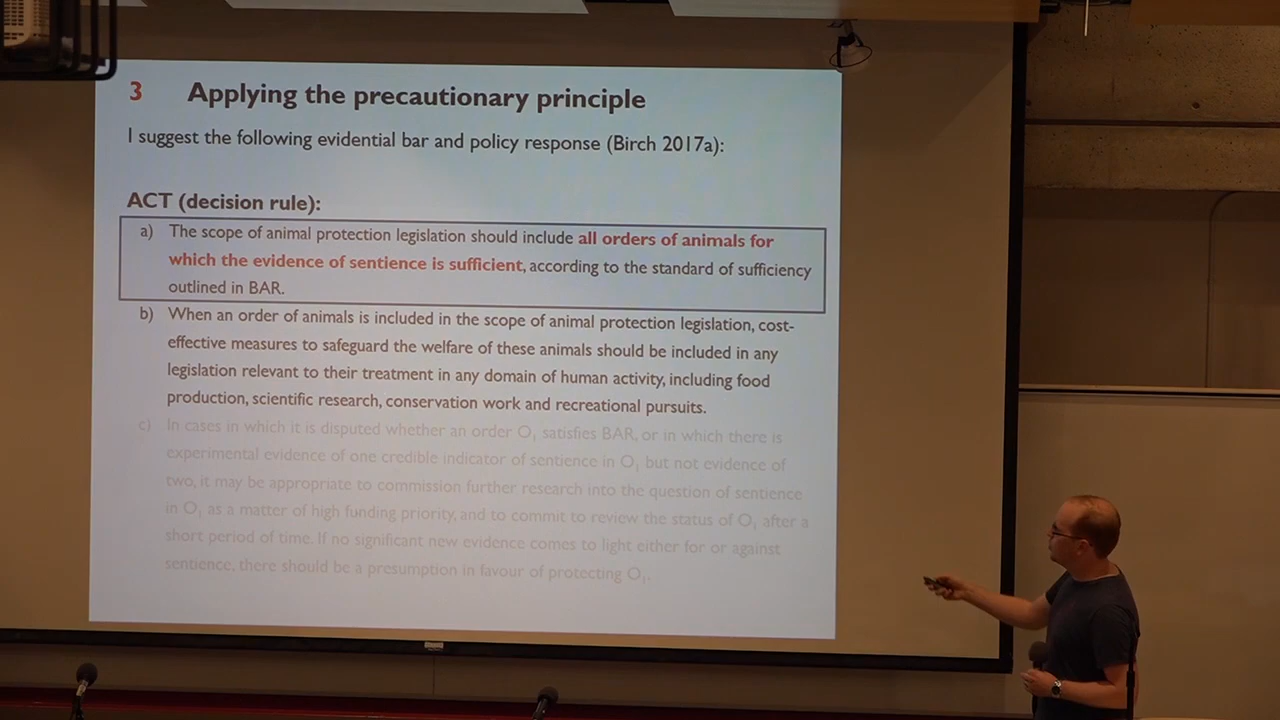 3 Applying the precautionary principle
I suggest the following evidential bar and policy response (Birch 2017a):
ACT (decision rule):
a) The scope of animal protection legislation should include all orders of animals for
which the evidence of sentience is sufficient, according to the standard of sufficiency
outlined in BAR.
b) When an order of animals is included in the scope of animal protection legislation, cost-
effective measures to safeguard the welfare of these animals should be included in any
legislation relevant to their treatment in any domain of human activity, including food
production, scientific research, conservation work and recreational pursuits.
c) In cases in which it is disputed whether an order O₁ satisfies BAR, or in which there is
experimental evidence of one credible indicator of sentience in O₁ but not evidence of
two, it may be appropriate to commission further research into the question of sentience
in O₁ as a matter of high funding priority, and to commit to review the status of O₁ after a
short period of time. If no significant new evidence comes to light either for or against
sentience, there should be a presumption in favour of protecting O₁.